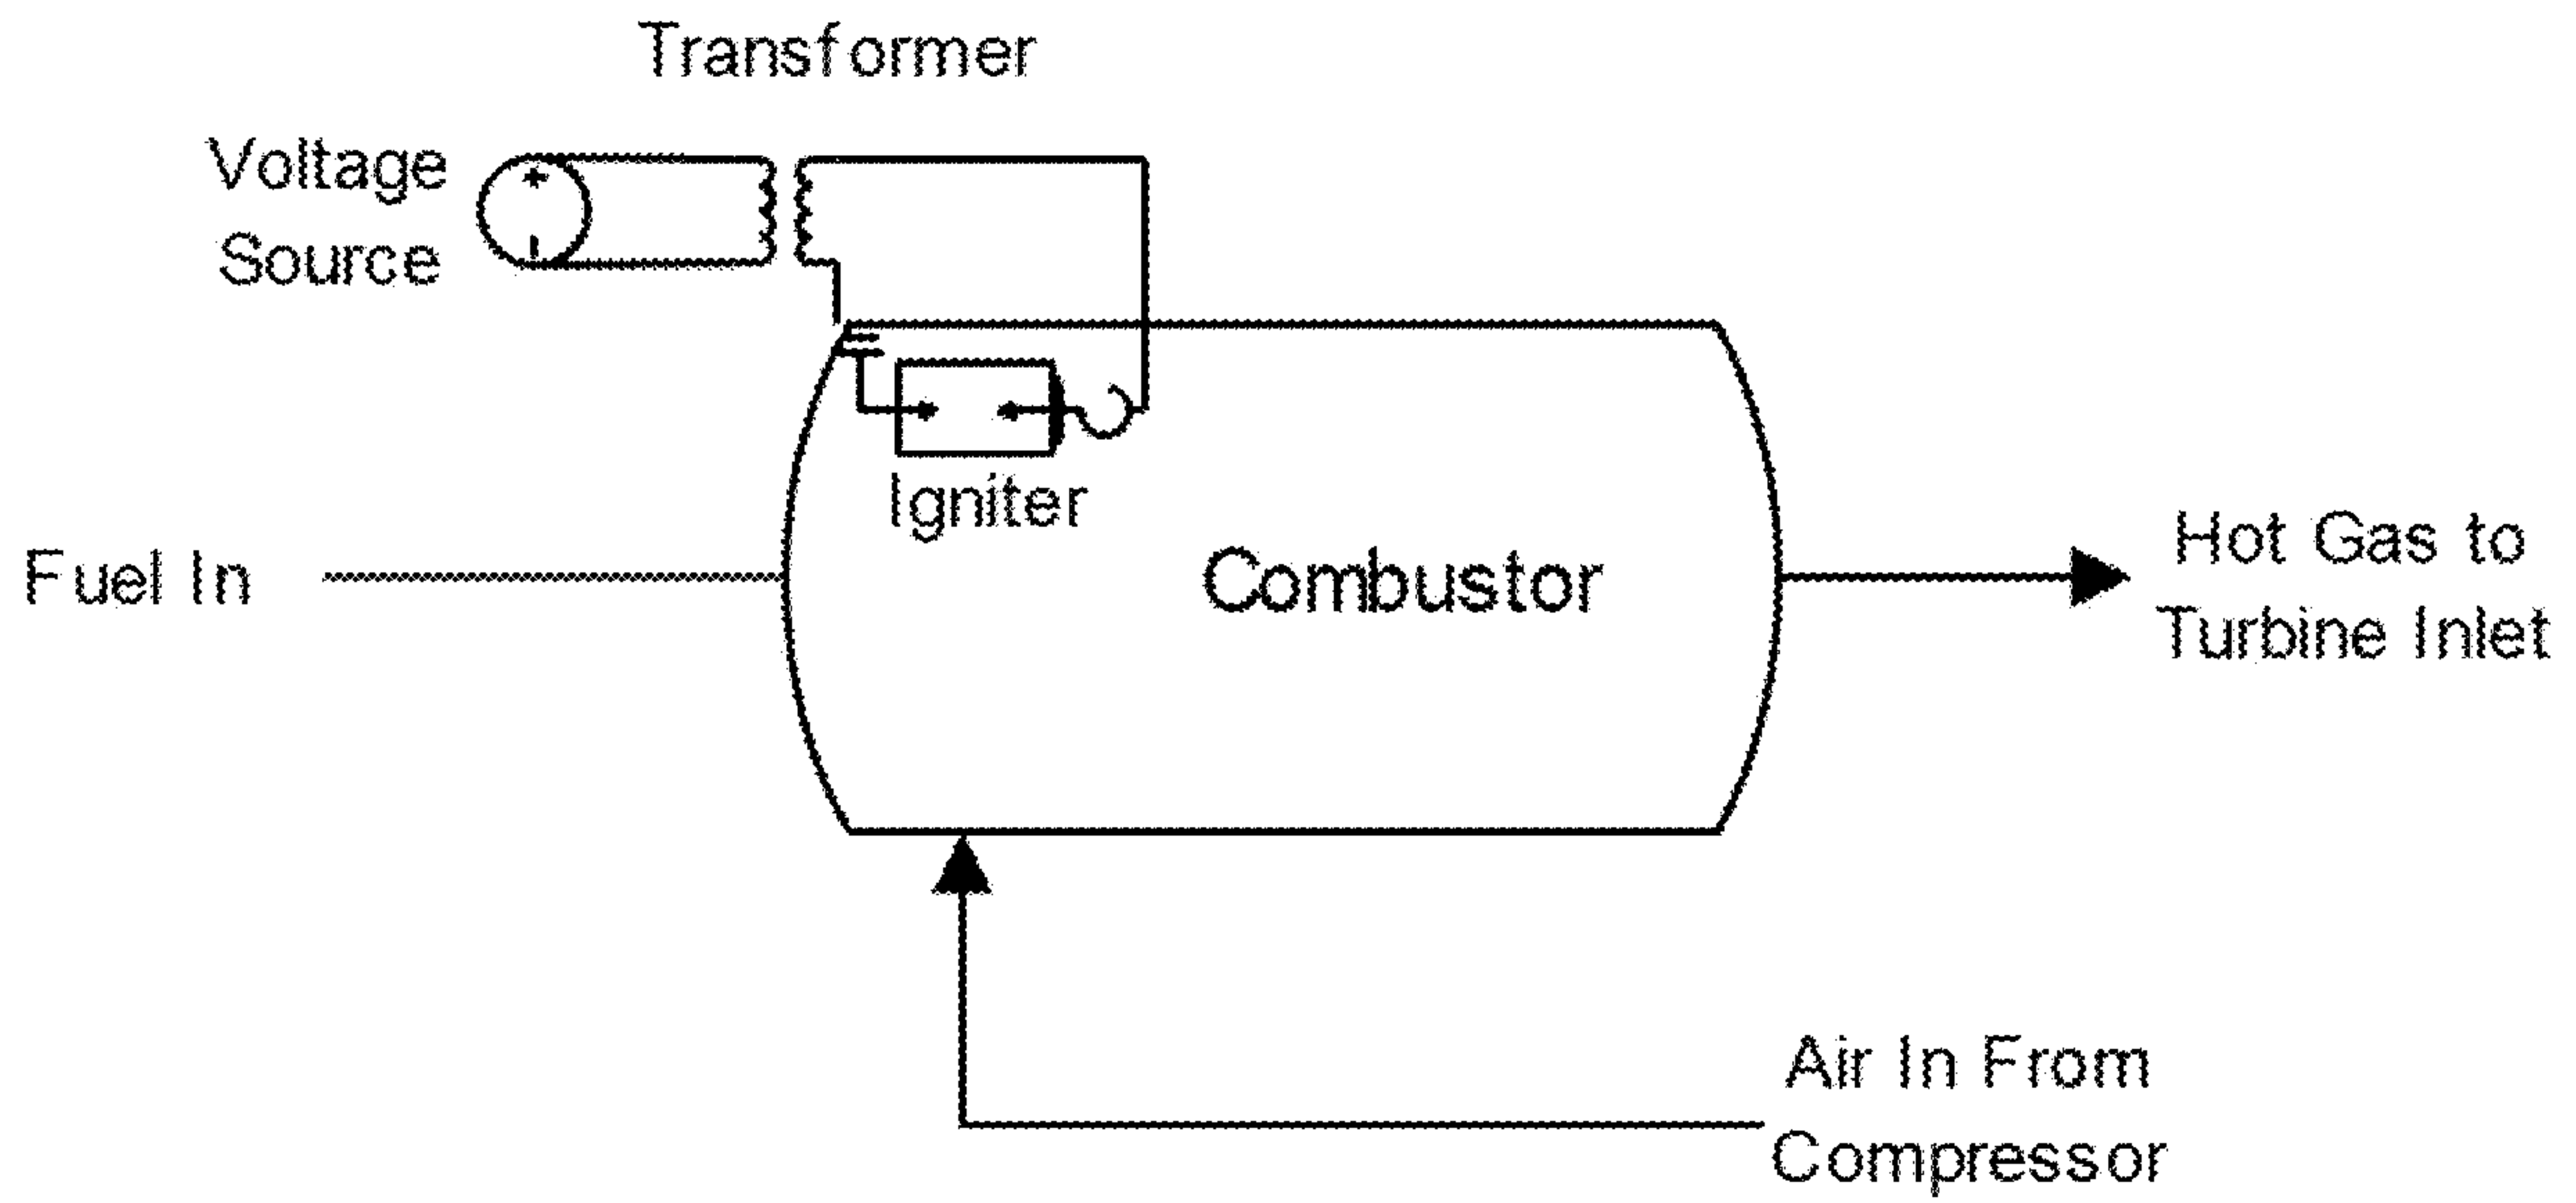 Transformer
Voltage
Source
+
Igniter
Fuel In
Combustor
Hot Gas to
Turbine Inlet
Air In From
Compressor